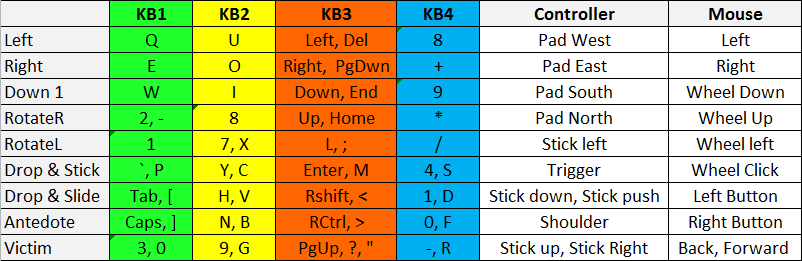 KB1 KB2 KB3 KB4 Controller Mouse
Left Q U Left, Del 8 Pad West Left
Right E O Right, PgDwn + Pad East Right
Down 1 W I Down, End 9 Pad South Wheel Down
RotateR 2, - 8 Up, Home * Pad North Wheel Up
RotateL 1 7, X L, ; / Stick left Wheel left
Drop & Stick `, P Y, C Enter, M 4, S Trigger Wheel Click
Drop & Slide Tab, [ H, V Rshift, < 1, D Stick down, Stick push Left Button
Antedote Caps, ] N, B RCtrl, > 0, F Shoulder Right Button
Victim 3, 0 9, G PgUp, ?, " -, R Stick up, Stick Right Back, Forward